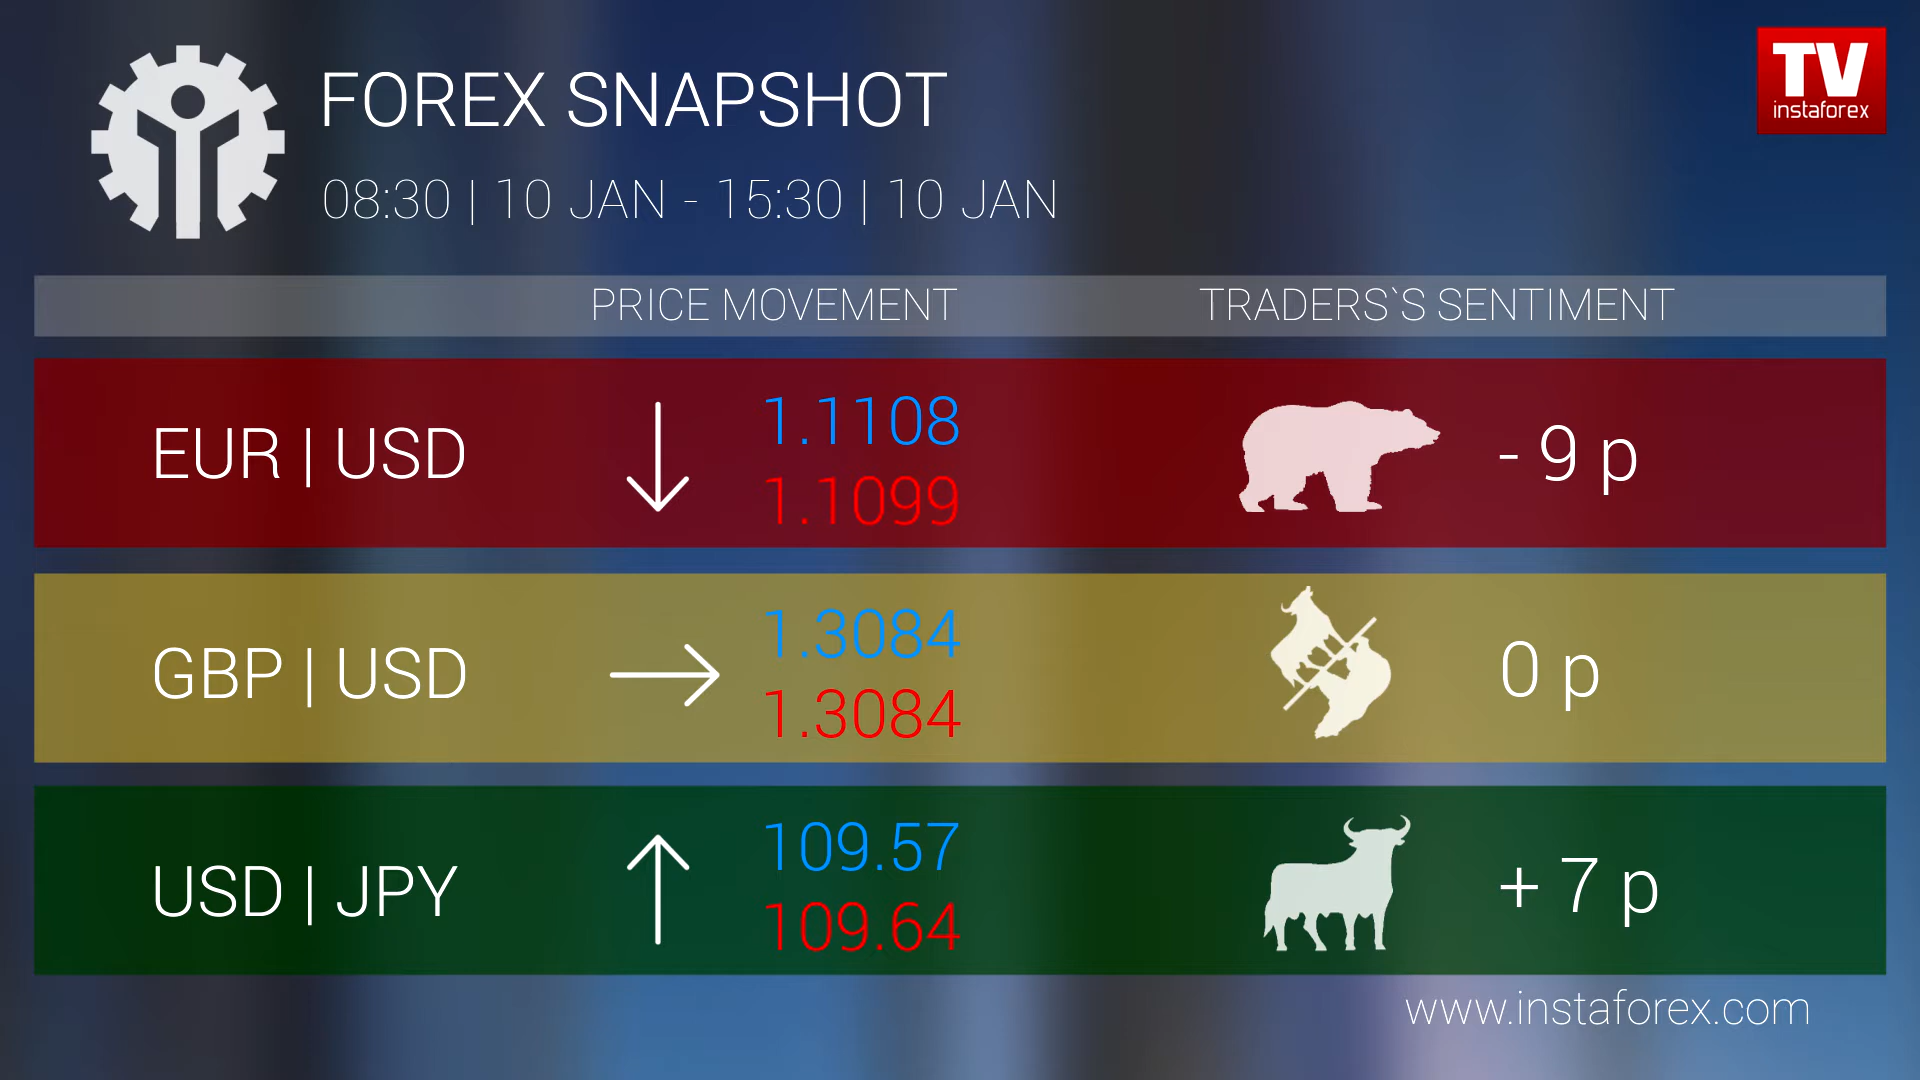 FOREX SNAPSHOT
TV
instaforex
08:30 | 10 JAN - 15:30 | 10 JAN
PRICE MOVEMENT TRADERS`S SENTIMENT
EUR | USD 1.1108 - 9 p
1.1099
GBP | USD 1.3084 0 p
1.3084
USD | JPY 109.57 + 7 p
109.64
www.instaforex.com